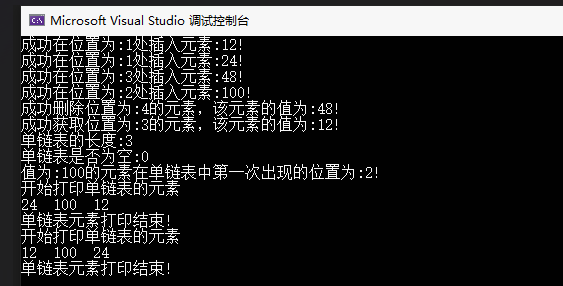 Microsoft Visual Studio 调试控制台
成功在位置为:1处插入元素:12!
成功在位置为:1处插入元素:24!
成功在位置为:3处插入元素:48!
成功在位置为:2处插入元素:100!
成功删除位置为:4的元素，该元素的值为:48!
成功获取位置为:3的元素，该元素的值为:12!
单链表的长度:3
单链表是否为空:0
值为:100的元素在单链表中第一次出现的位置为:2!
开始打印单链表的元素
24  100  12
单链表元素打印结束!
开始打印单链表的元素
12  100  24
单链表元素打印结束!